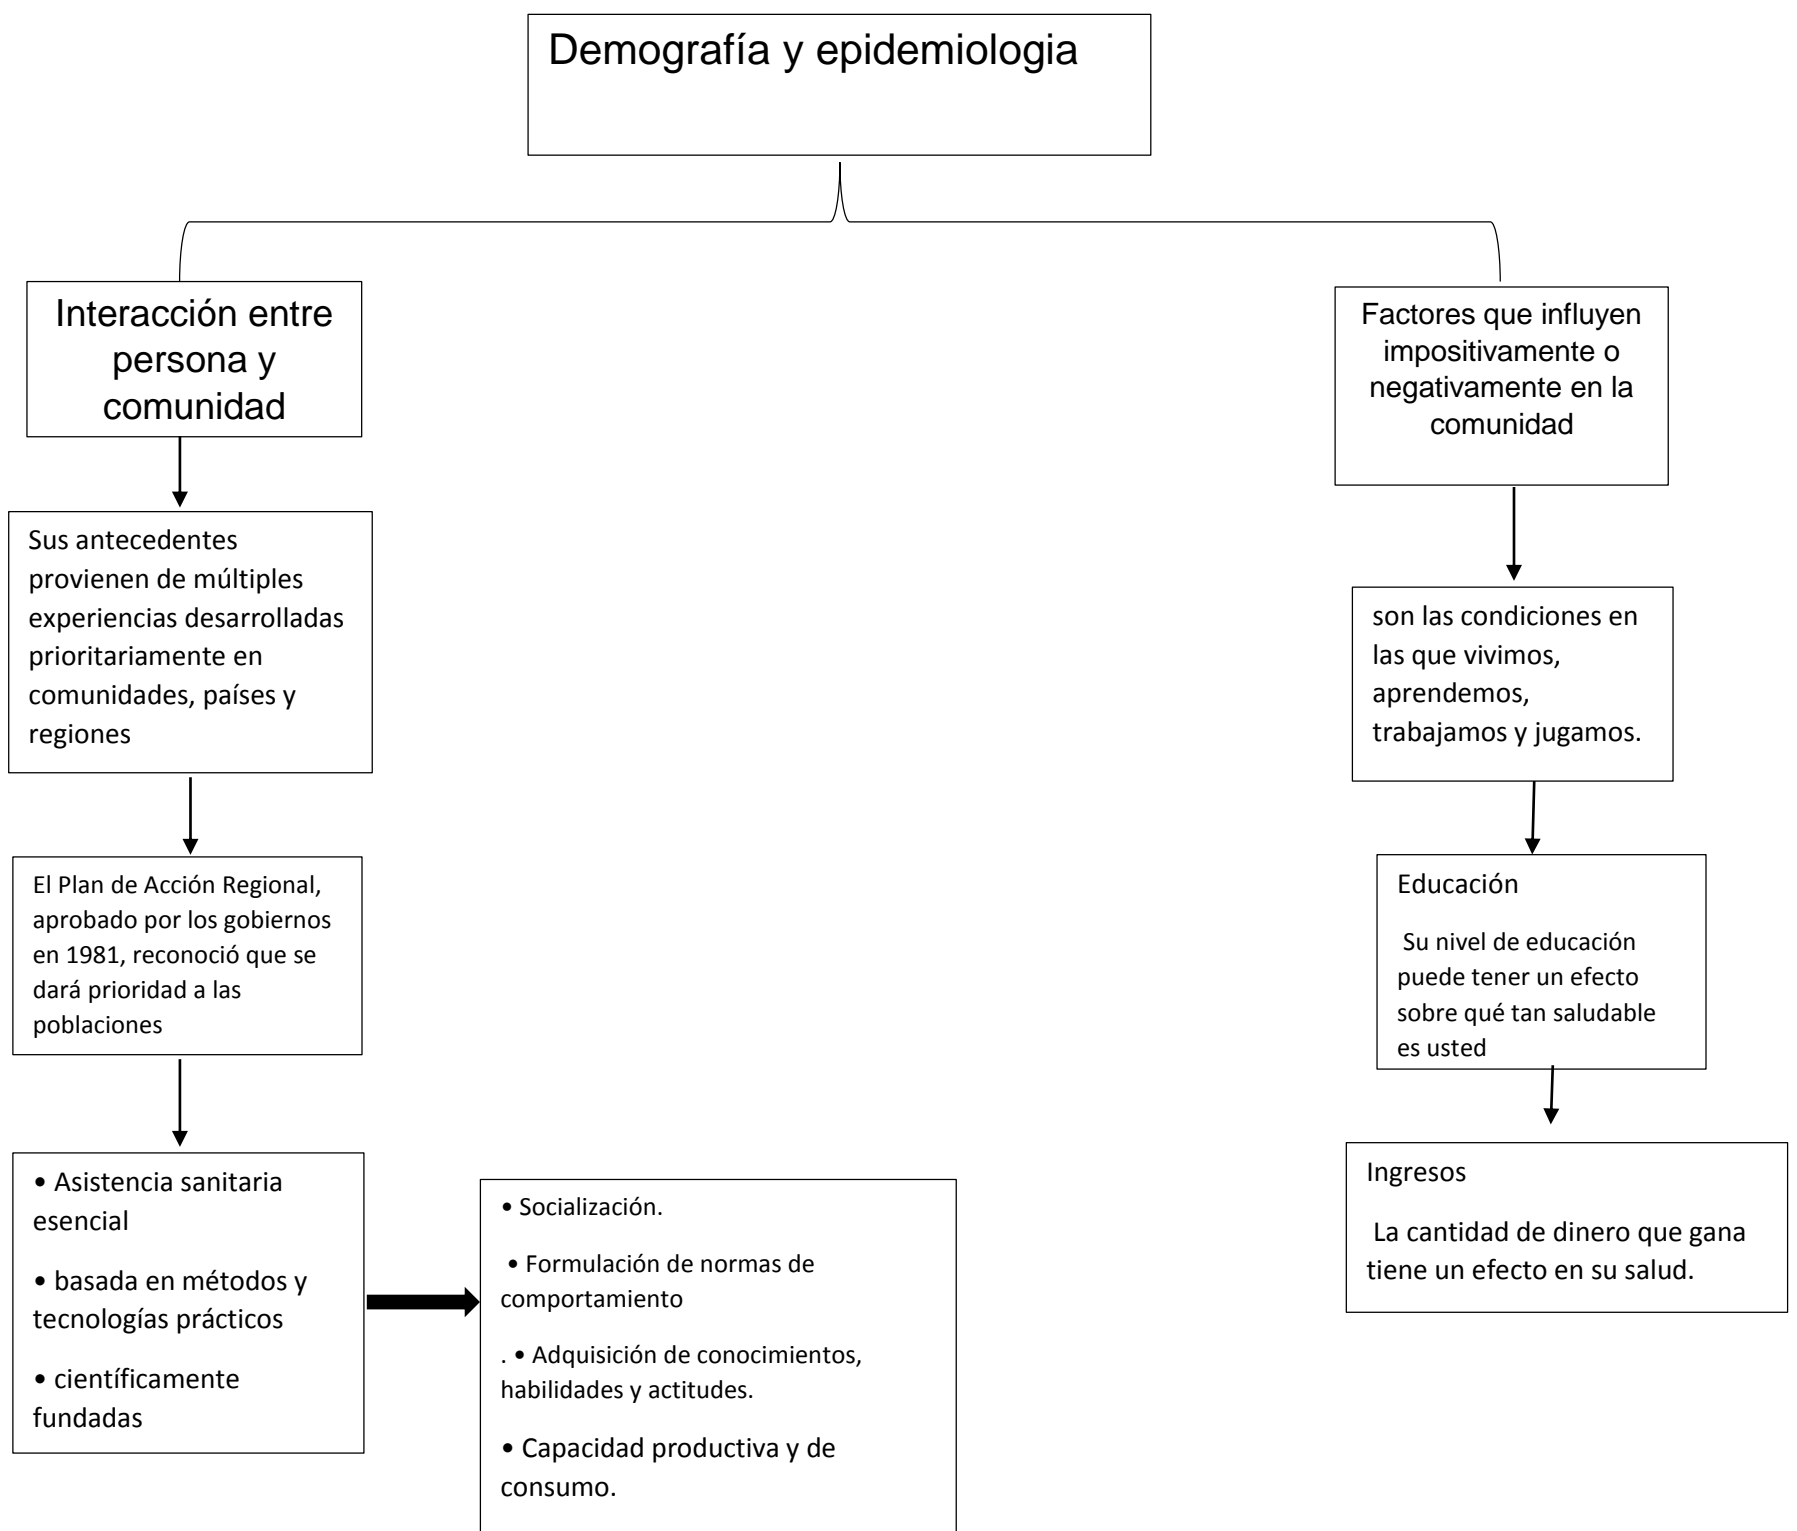 Demografía y epidemiologia
Interacción entre
persona y
comunidad
Sus antecedentes
provienen de múltiples
experiencias desarrolladas
prioritariamente en
comunidades, países y
regiones
El Plan de Acción Regional,
aprobado por los gobiernos
en 1981, reconoció que se
dará prioridad a las
poblaciones
• Asistencia sanitaria
esencial
• basada en métodos y
tecnologías prácticos
• científicamente
fundadas
• Socialización.
• Formulación de normas de
comportamiento
. • Adquisición de conocimientos,
habilidades y actitudes.
• Capacidad productiva y de
consumo.
Factores que influyen
impositivamente o
negativamente en la
comunidad
son las condiciones en
las que vivimos,
aprendemos,
trabajamos y jugamos.
Educación
Su nivel de educación
puede tener un efecto
sobre qué tan saludable
es usted
Ingresos
La cantidad de dinero que gana
tiene un efecto en su salud.